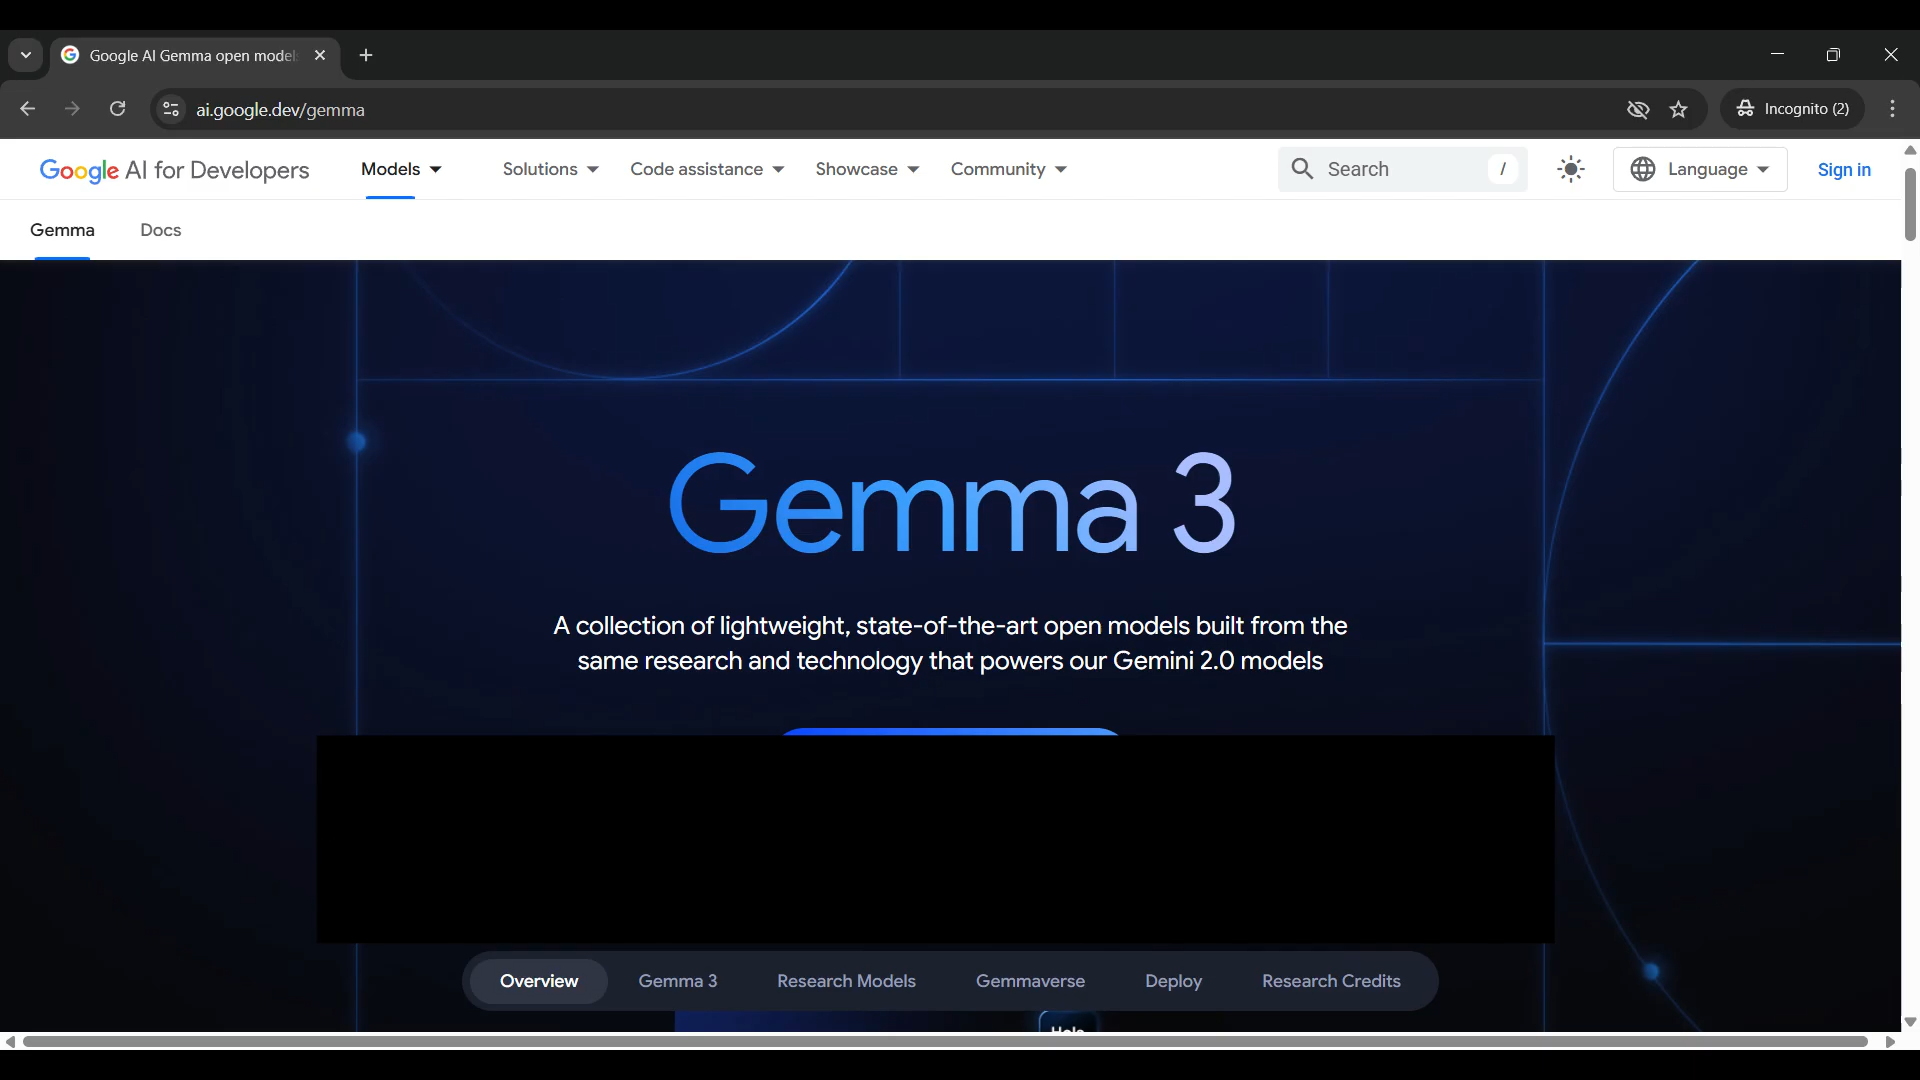 Google AI Gemma open model
ai.google.dev/gemma
Incognito (2)
Google AI for Developers
Models
Solutions
Code assistance
Showcase
Community
Search
/
Language
Sign in
Gemma
Docs
Gemma 3
A collection of lightweight, state-of-the-art open models built from the
same research and technology that powers our Gemini 2.0 models
Overview
Gemma 3
Research Models
Gemmaverse
Deploy
Research Credits